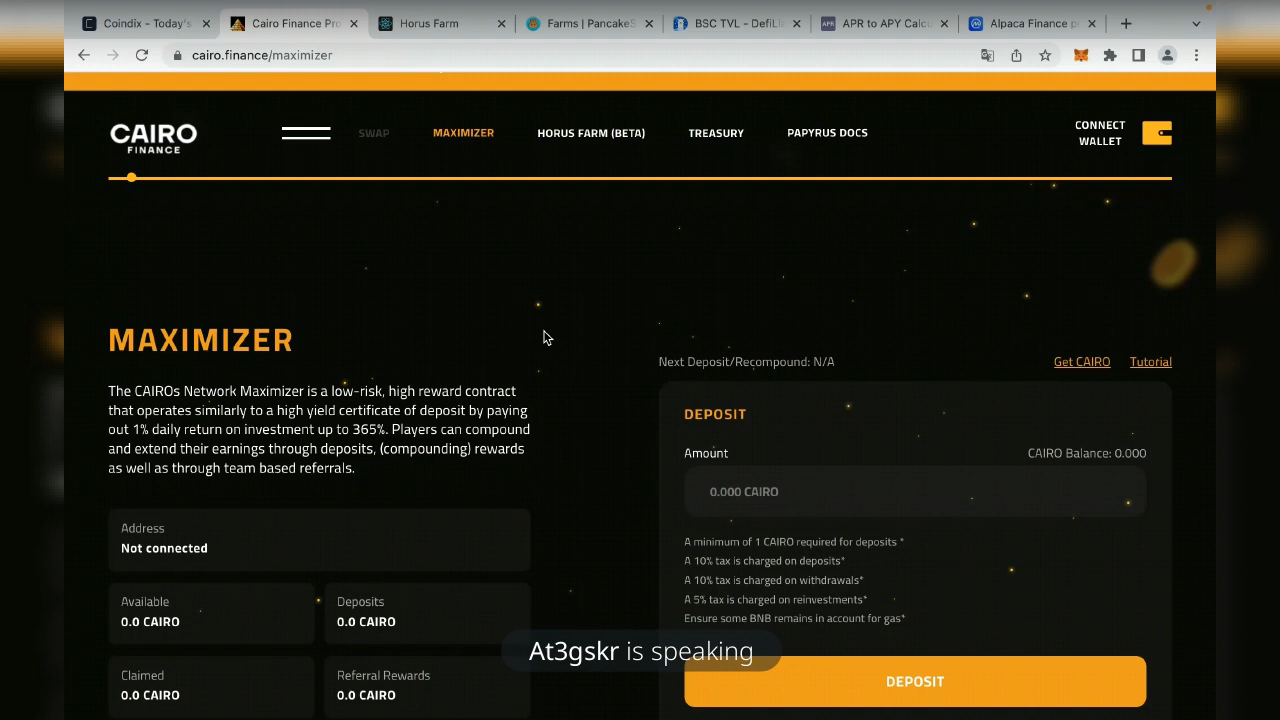 Coindix - Today's
Cairo Finance Pro
Horus Farm
Farms | PancakeS
BSC TVL - DefiLl
APR to APY Calcu
Alpaca Finance p
cairo.finance/maximizer
CAIRO
FINANCE
SWAP
MAXIMIZER
HORUS FARM (BETA)
TREASURY
PAPYRUS DOCS
CONNECT
WALLET
MAXIMIZER
The CAIROs Network Maximizer is a low-risk, high reward contract
that operates similarly to a high yield certificate of deposit by paying
out 1% daily return on investment up to 365%. Players can compound
and extend their earnings through deposits, (compounding) rewards
as well as through team based referrals.
Address
Not connected
Available
0.0 CAIRO
Deposits
0.0 CAIRO
Claimed
0.0 CAIRO
Referral Rewards
0.0 CAIRO
Next Deposit/Recompound: N/A
Get CAIRO
Tutorial
DEPOSIT
Amount
CAIRO Balance: 0.000
0.000 CAIRO
A minimum of 1 CAIRO required for deposits *
A 10% tax is charged on deposits*
A 10% tax is charged on withdrawals*
A 5% tax is charged on reinvestments*
Ensure some BNB remains in account for gas*
DEPOSIT
At3gskr is speaking